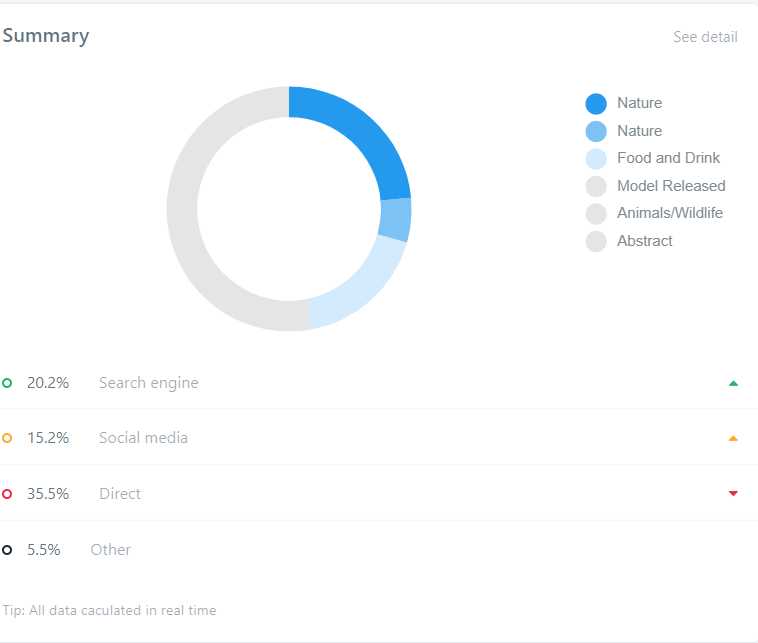 Summary
See detail
Nature
Nature
Food and Drink
Model Released
Animals/Wildlife
Abstract
20.2% Search engine
15.2% Social media
35.5% Direct
5.5% Other
Tip: All data caculated in real time